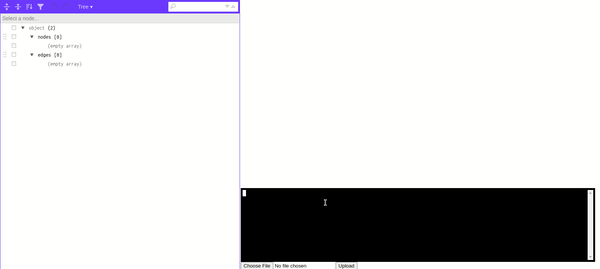 Tree ▾
Select a node...
object {2}
nodes [0]
(empty array)
edges [0]
(empty array)
Choose File No file chosen
Upload